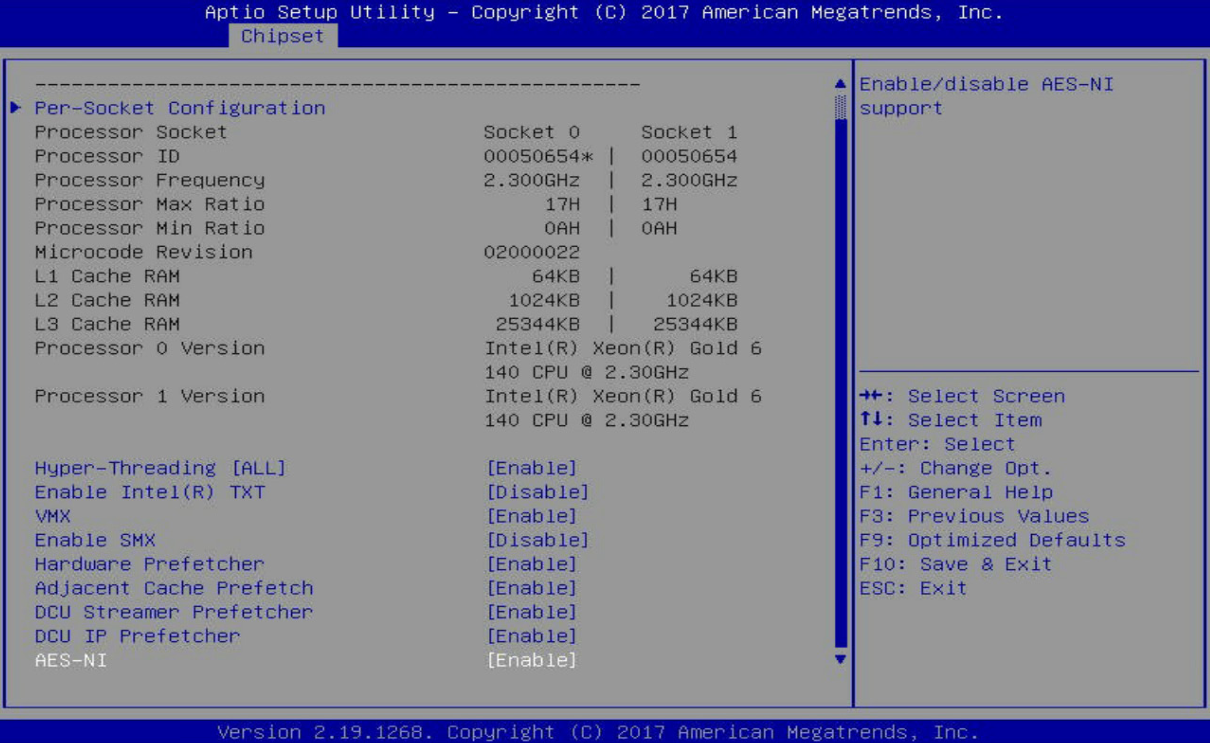 Aptio Setup Utility – Copyright (C) 2017 American Megatrends, Inc.
Chipset
----------------------------------------------------
Per-Socket Configuration
Processor Socket Socket 0 Socket 1
Processor ID 00050654* | 00050654
Processor Frequency 2.300GHz | 2.300GHz
Processor Max Ratio 17H | 17H
Processor Min Ratio 0AH | 0AH
Microcode Revision 02000022
L1 Cache RAM 64KB | 64KB
L2 Cache RAM 1024KB | 1024KB
L3 Cache RAM 25344KB | 25344KB
Processor 0 Version Intel(R) Xeon(R) Gold 6
140 CPU @ 2.30GHz
Processor 1 Version Intel(R) Xeon(R) Gold 6
140 CPU @ 2.30GHz
Hyper-Threading [ALL] [Enable]
Enable Intel(R) TXT [Disable]
VMX [Enable]
Enable SMX [Disable]
Hardware Prefetcher [Enable]
Adjacent Cache Prefetch [Enable]
DCU Streamer Prefetcher [Enable]
DCU IP Prefetcher [Enable]
AES-NI [Enable]
Enable/disable AES-NI
support
→←: Select Screen
↑↓: Select Item
Enter: Select
+/-: Change Opt.
F1: General Help
F3: Previous Values
F9: Optimized Defaults
F10: Save & Exit
ESC: Exit
Version 2.19.1268. Copyright (C) 2017 American Megatrends, Inc.